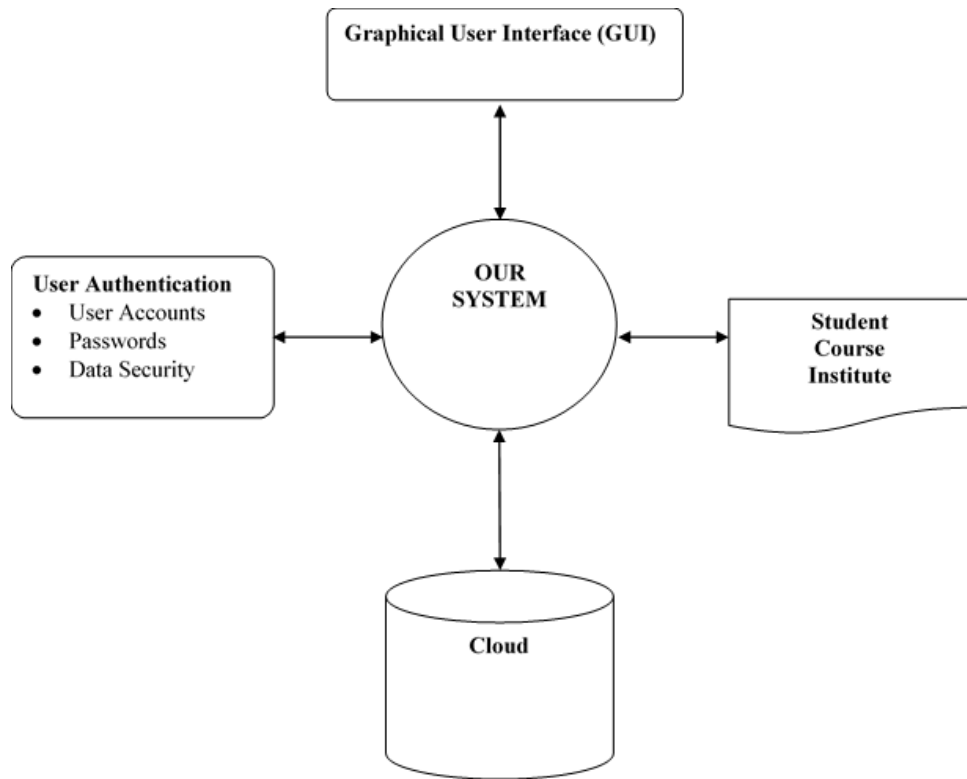 Graphical User Interface (GUI)
OUR
SYSTEM
User Authentication
• User Accounts
• Passwords
• Data Security
Student
Course
Institute
Cloud